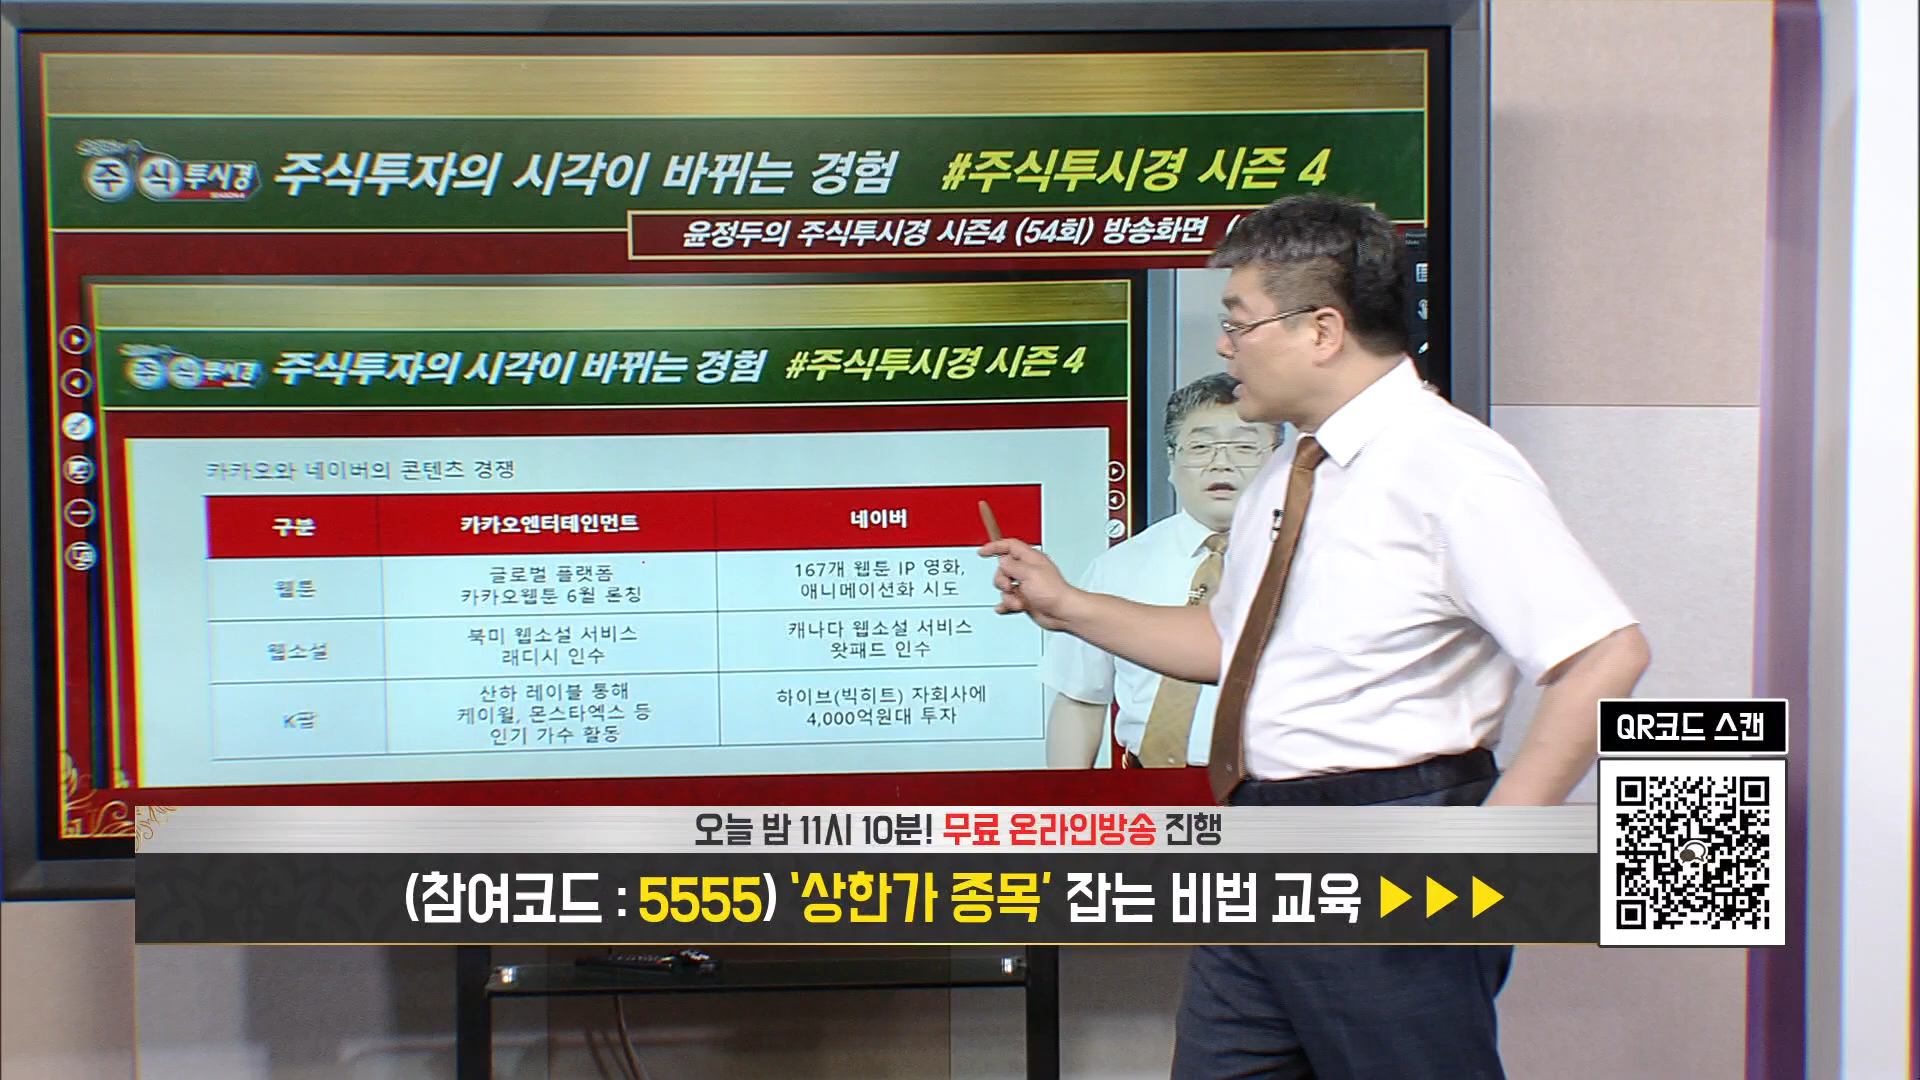 주식투시경 주식투자의 시각이 바뀌는 경험 #주식투시경 시즌 4
윤정두의 주식투시경 시즌4 (54회) 방송화면 (
주식투시경 주식투자의 시각이 바뀌는 경험 #주식투시경 시즌 4
카카오와 네이버의 콘텐츠 경쟁
구분 카카오엔터테인먼트 네이버
웹툰
글로벌 플랫폼
카카오웹툰 6월 론칭
167개 웹툰 IP 영화,
애니메이션화 시도
웹소설
북미 웹소설 서비스
래디시 인수
캐나다 웹소설 서비스
왓패드 인수
K팝
산하 레이블 통해
케이윌, 몬스타엑스 등
인기 가수 활동
하이브(빅히트) 자회사에
4,000억원대 투자
QR코드 스캔
오늘 밤 11시 10분! 무료 온라인방송 진행
(참여코드 : 5555) '상한가 종목' 잡는 비법 교육 ▶▶▶